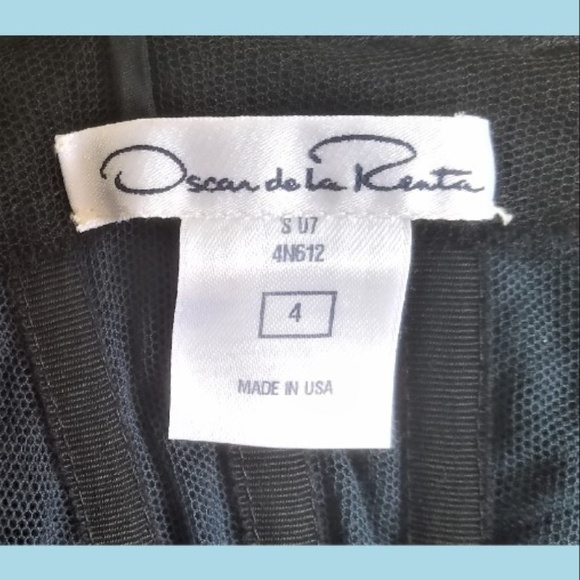 Oscar de la Renta
S U7
4N612
4
MADE IN USA